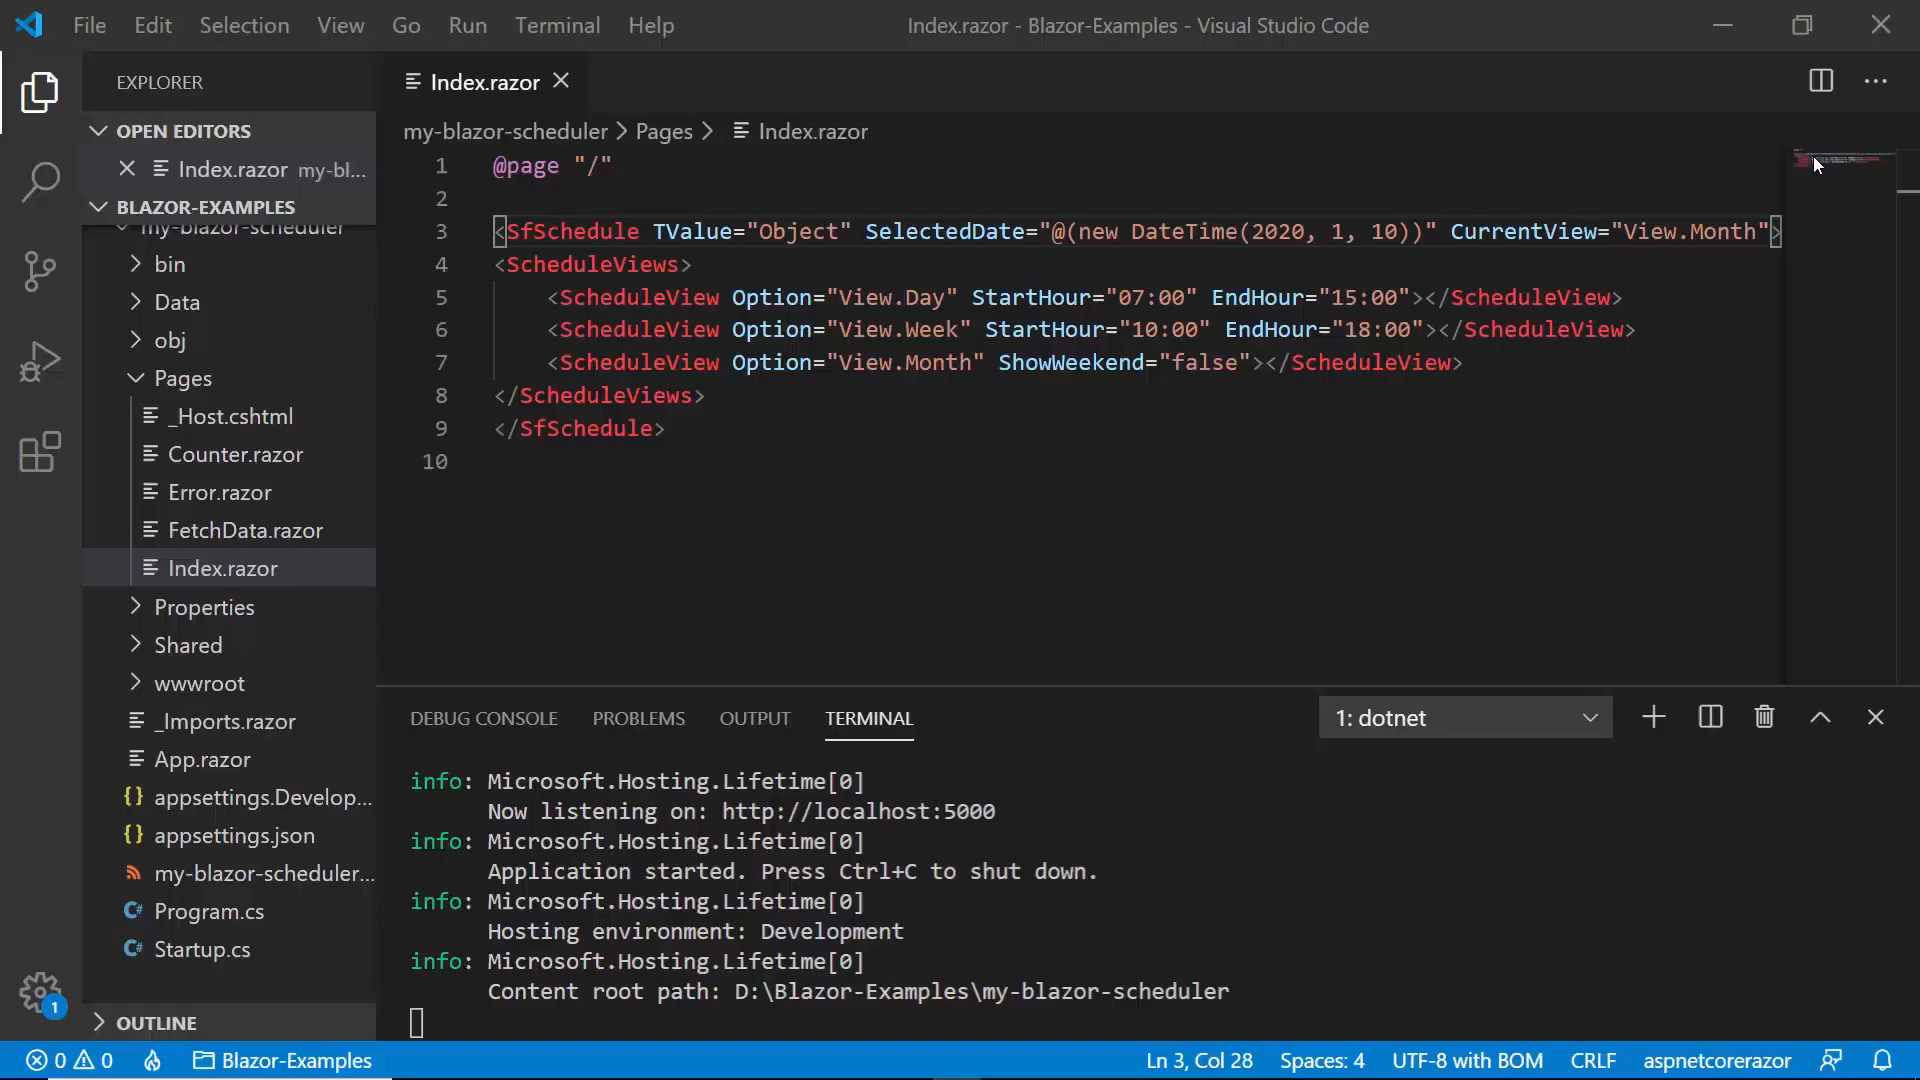 File Edit Selection View Go Run Terminal Help
Index.razor - Blazor-Examples - Visual Studio Code
EXPLORER
OPEN EDITORS
Index.razor my-bl...
BLAZOR-EXAMPLES
my-blazor-scheduler
bin
Data
obj
Pages
_Host.cshtml
Counter.razor
Error.razor
FetchData.razor
Index.razor
Properties
Shared
wwwroot
_Imports.razor
App.razor
appsettings.Develop...
appsettings.json
my-blazor-scheduler...
Program.cs
Startup.cs
OUTLINE
Index.razor
my-blazor-scheduler > Pages > Index.razor
1 @page "/"
2
3 <SfSchedule TValue="Object" SelectedDate="@(new DateTime(2020, 1, 10))" CurrentView="View.Month">
4 <ScheduleViews>
5 <ScheduleView Option="View.Day" StartHour="07:00" EndHour="15:00"></ScheduleView>
6 <ScheduleView Option="View.Week" StartHour="10:00" EndHour="18:00"></ScheduleView>
7 <ScheduleView Option="View.Month" ShowWeekend="false"></ScheduleView>
8 </ScheduleViews>
9 </SfSchedule>
10
DEBUG CONSOLE PROBLEMS OUTPUT TERMINAL
1: dotnet
info: Microsoft.Hosting.Lifetime[0]
Now listening on: http://localhost:5000
info: Microsoft.Hosting.Lifetime[0]
Application started. Press Ctrl+C to shut down.
info: Microsoft.Hosting.Lifetime[0]
Hosting environment: Development
info: Microsoft.Hosting.Lifetime[0]
Content root path: D:\Blazor-Examples\my-blazor-scheduler
1
0 0 Blazor-Examples
Ln 3, Col 28 Spaces: 4 UTF-8 with BOM CRLF aspnetcorerazor